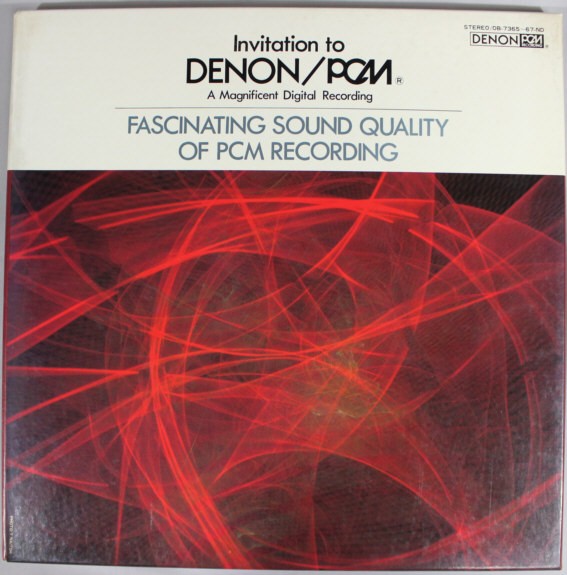 STEREO/OB-7365~67-ND
DENON PCM
Invitation to
DENON/PCM®
A Magnificent Digital Recording
FASCINATING SOUND QUALITY
OF PCM RECORDING